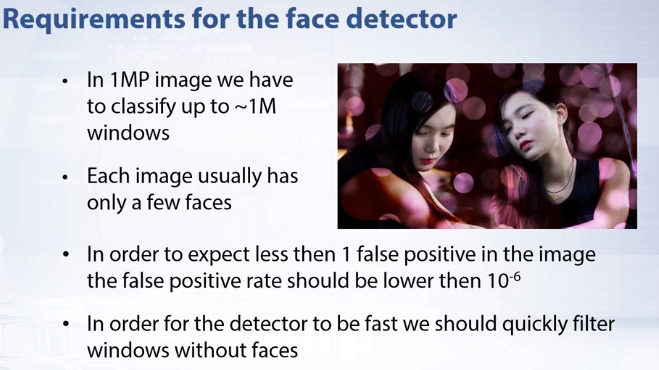 Requirements for the face detector
• In 1MP image we have
to classify up to ~1M
windows
• Each image usually has
only a few faces
• In order to expect less then 1 false positive in the image
the false positive rate should be lower then 10⁻⁶
• In order for the detector to be fast we should quickly filter
windows without faces